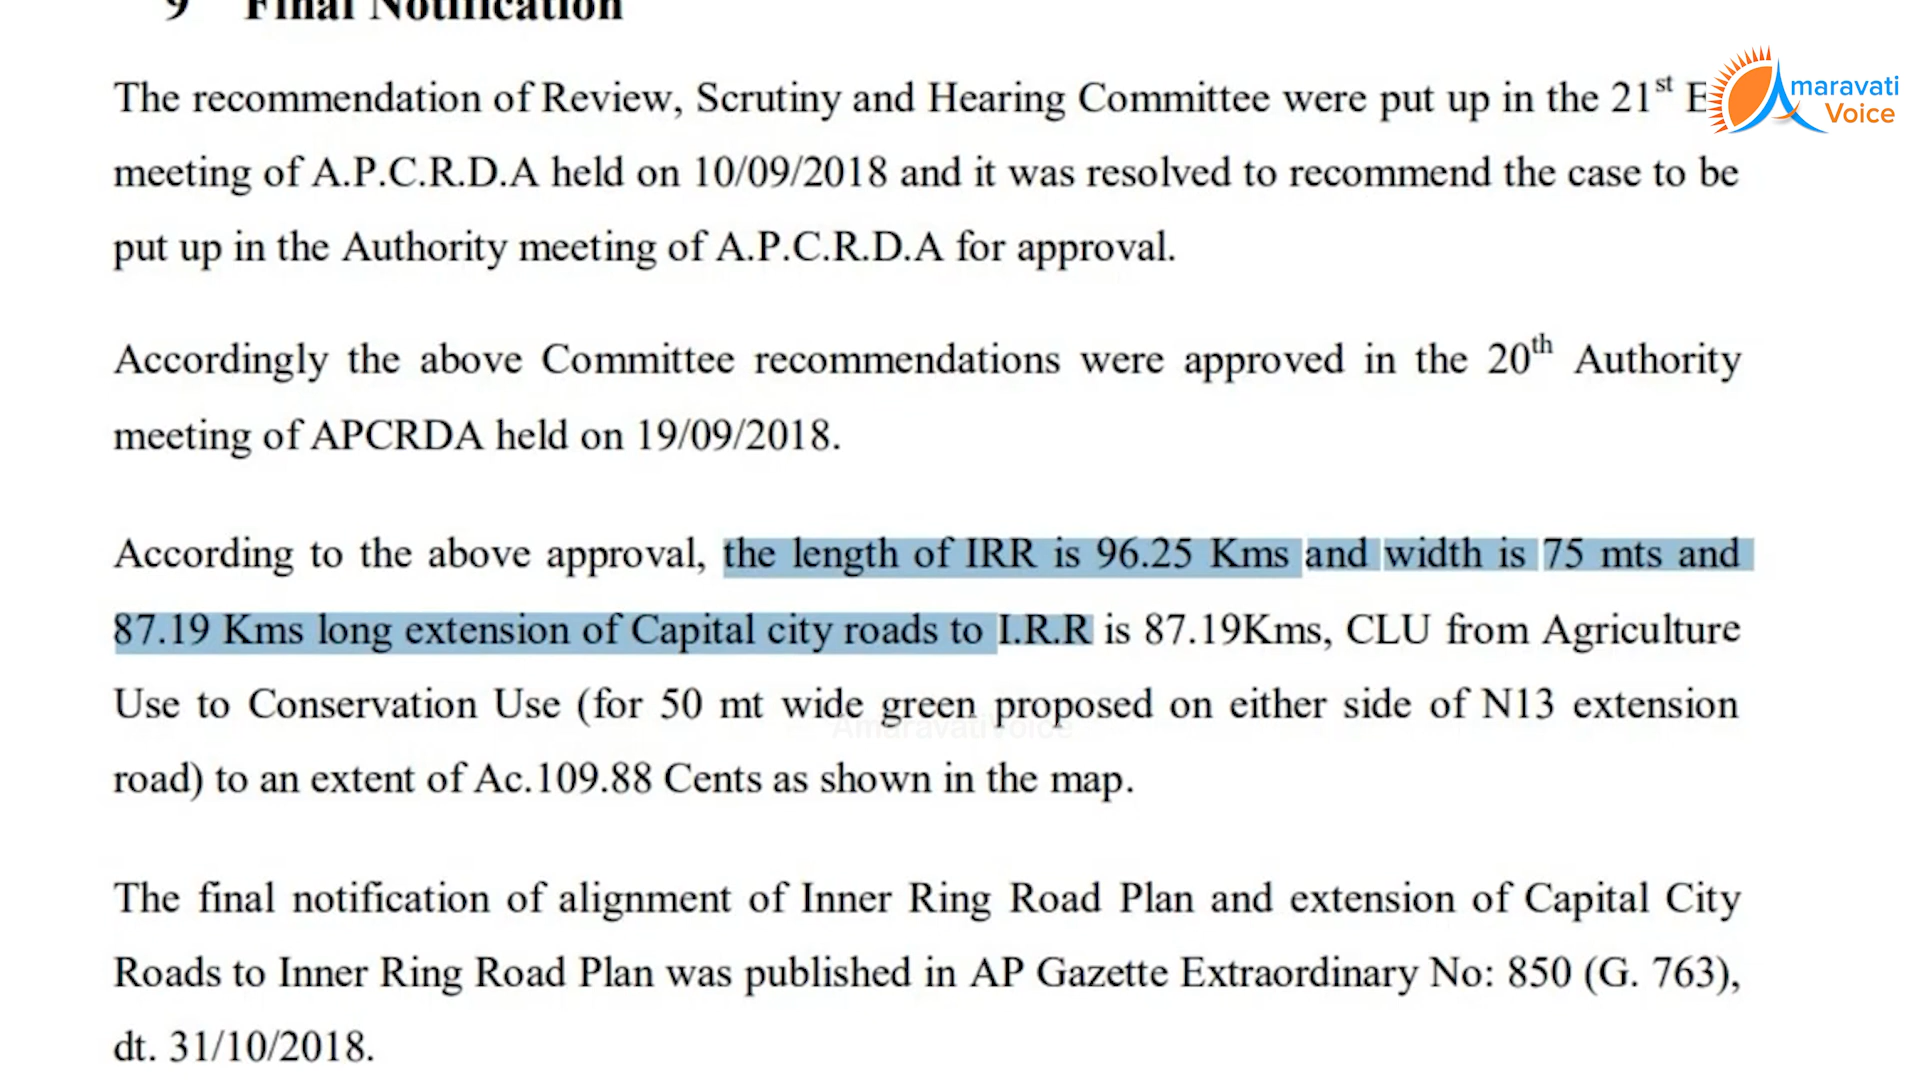 9 Final Notification
The recommendation of Review, Scrutiny and Hearing Committee were put up in the 21st
maravati
Voice
meeting of A.P.C.R.D.A held on 10/09/2018 and it was resolved to recommend the case to be
put up in the Authority meeting of A.P.C.R.D.A for approval.
Accordingly the above Committee recommendations were approved in the 20th Authority
meeting of APCRDA held on 19/09/2018.
According to the above approval, the length of IRR is 96.25 Kms and width is 75 mts and
87.19 Kms long extension of Capital city roads to I.R.R is 87.19Kms, CLU from Agriculture
Use to Conservation Use (for 50 mt wide green proposed on either side of N13 extension
AmaravatiVoice
road) to an extent of Ac.109.88 Cents as shown in the map.
The final notification of alignment of Inner Ring Road Plan and extension of Capital City
Roads to Inner Ring Road Plan was published in AP Gazette Extraordinary No: 850 (G. 763),
dt. 31/10/2018.